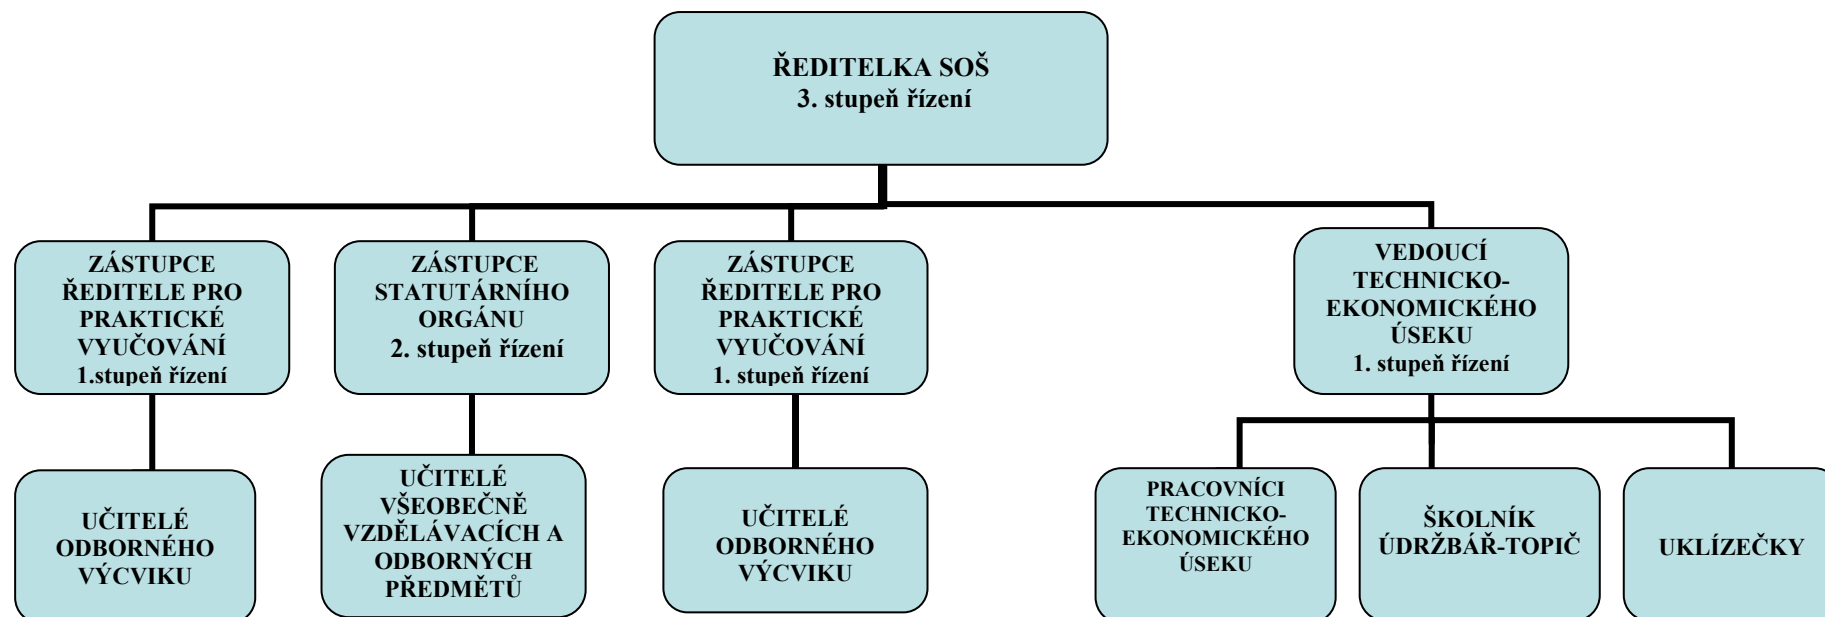 ŘEDITELKA SOŠ
3. stupeň řízení
ZÁSTUPCE
ŘEDITELE PRO
PRAKTICKÉ
VYUČOVÁNÍ
1.stupeň řízení
ZÁSTUPCE
STATUTÁRNÍHO
ORGÁNU
2. stupeň řízení
ZÁSTUPCE
ŘEDITELE PRO
PRAKTICKÉ
VYUČOVÁNÍ
1. stupeň řízení
VEDOUCÍ
TECHNICKO-
EKONOMICKÉHO
ÚSEKU
1. stupeň řízení
UČITELÉ
ODBORNÉHO
VÝCVIKU
UČITELÉ
VŠEOBEČNĚ
VZDĚLÁVACÍCH A
ODBORNÝCH
PŘEDMĚTŮ
UČITELÉ
ODBORNÉHO
VÝCVIKU
PRACOVNÍCI
TECHNICKO-
EKONOMICKÉHO
ÚSEKU
ŠKOLNÍK
ÚDRŽBÁŘ-TOPIČ
UKLÍZEČKY